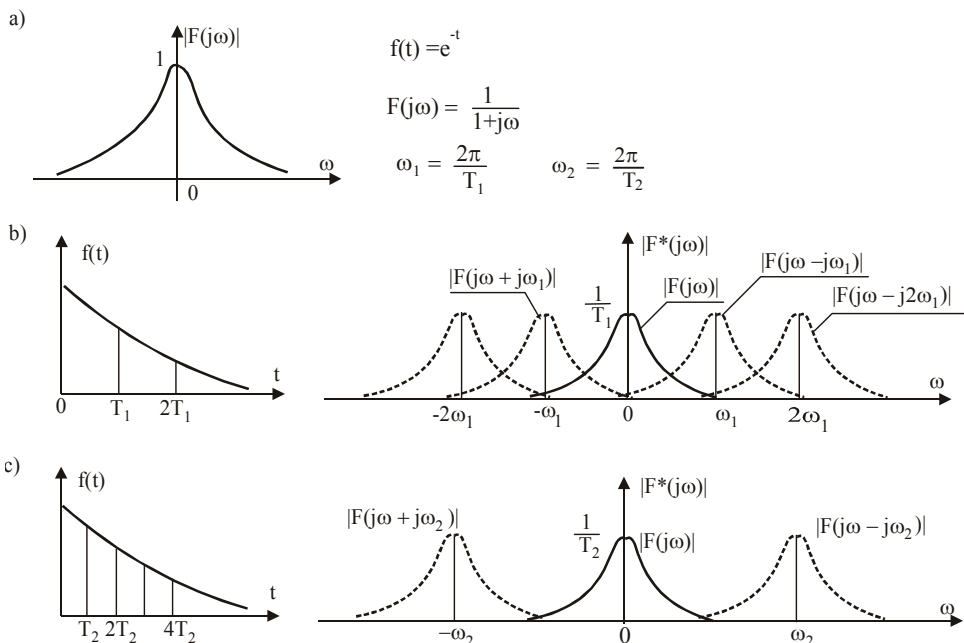 a)
|F(jω)|
1
ω
0
f(t) =e^-t
F(jω) = 1/(1+jω)
ω₁ = 2π/T₁ ω₂ = 2π/T₂
b)
f(t)
t
0 T₁ 2T₁
|F*(jω)|
|F(jω + jω₁)|
1/T₁
|F(jω)|
|F(jω –jω₁)|
|F(jω – j2ω₁)|
ω
-2ω₁ -ω₁ 0 ω₁ 2ω₁
c)
f(t)
t
T₂ 2T₂ 4T₂
|F*(jω)|
|F(jω + jω₂)|
1/T₂
|F(jω)|
|F(jω – jω₂)|
ω
–ω₂ 0 ω₂